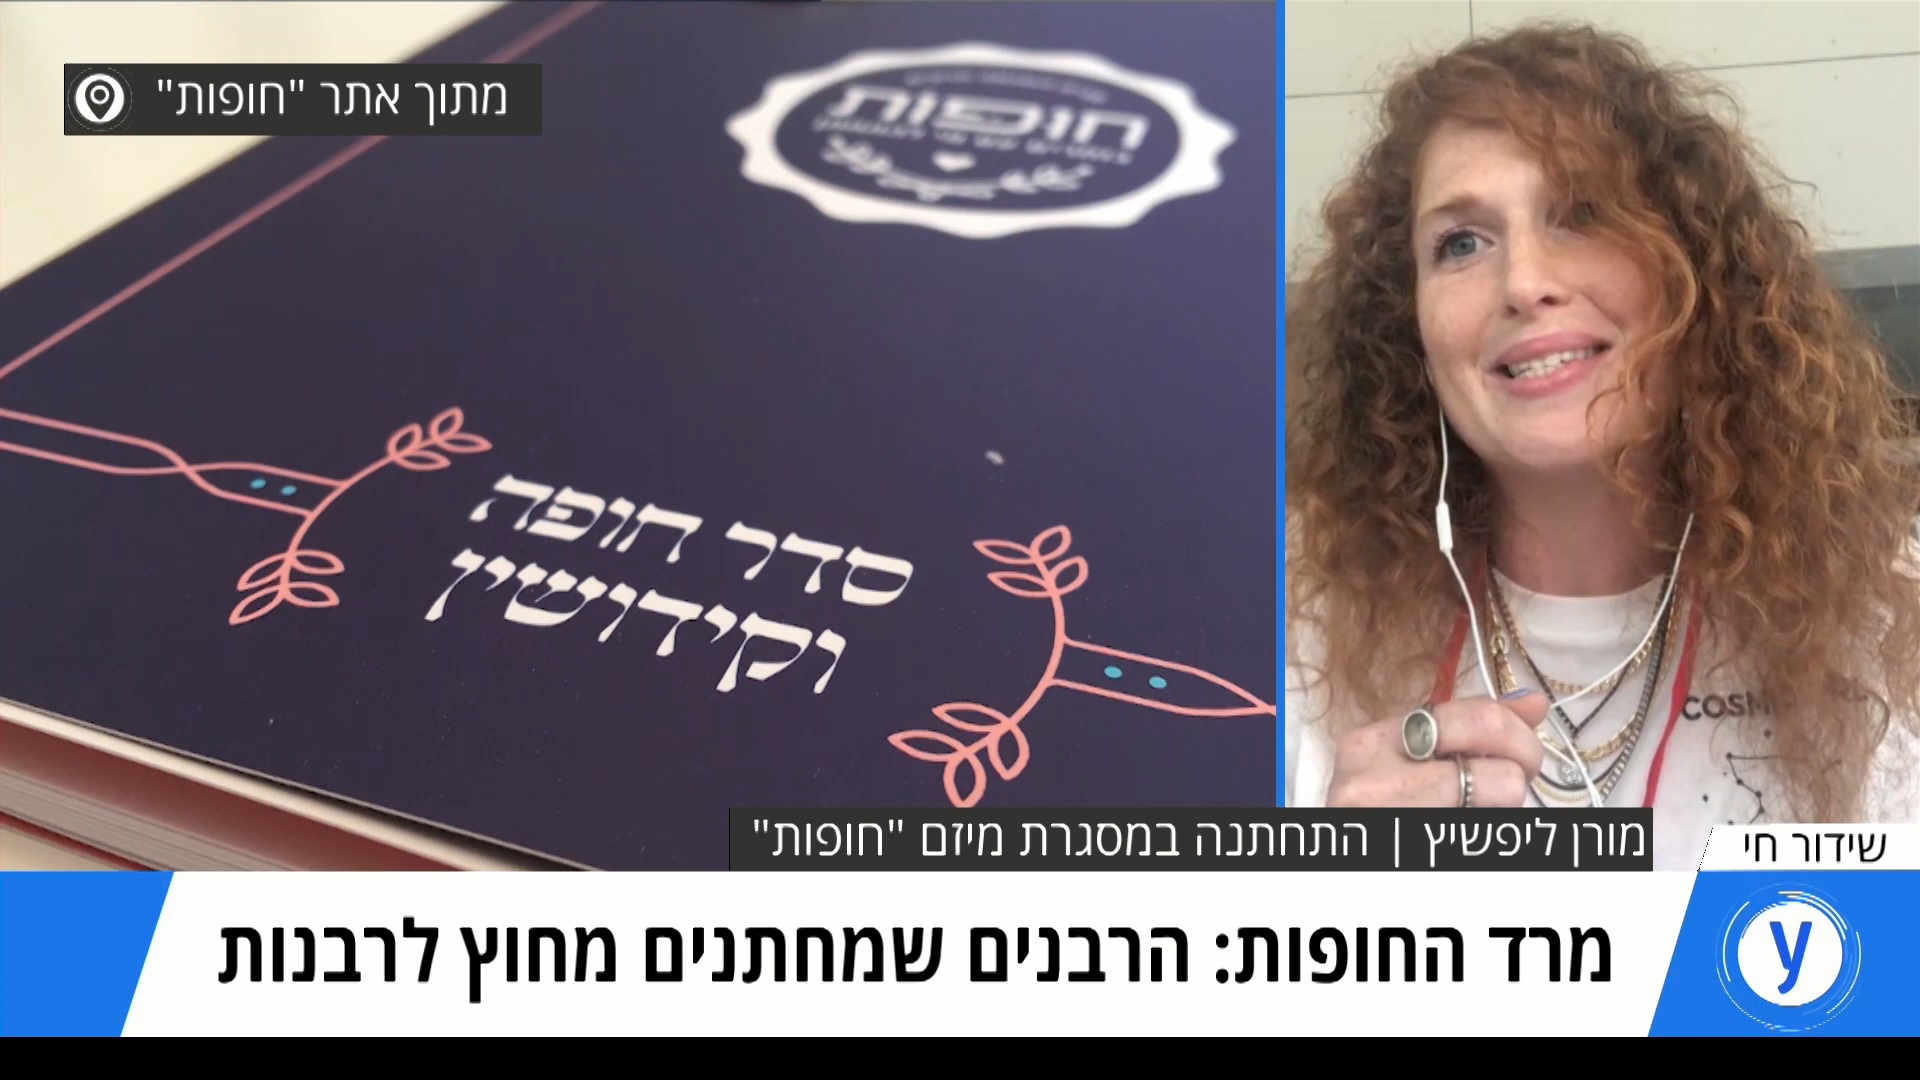 מתוך אתר "חופות"
חופות
סדר חופה
וקידושין
מורן ליפשיץ | התחתנה במסגרת מיזם "חופות"
שידור חי
מרד החופות: הרבנים שמחתנים מחוץ לרבנות
y